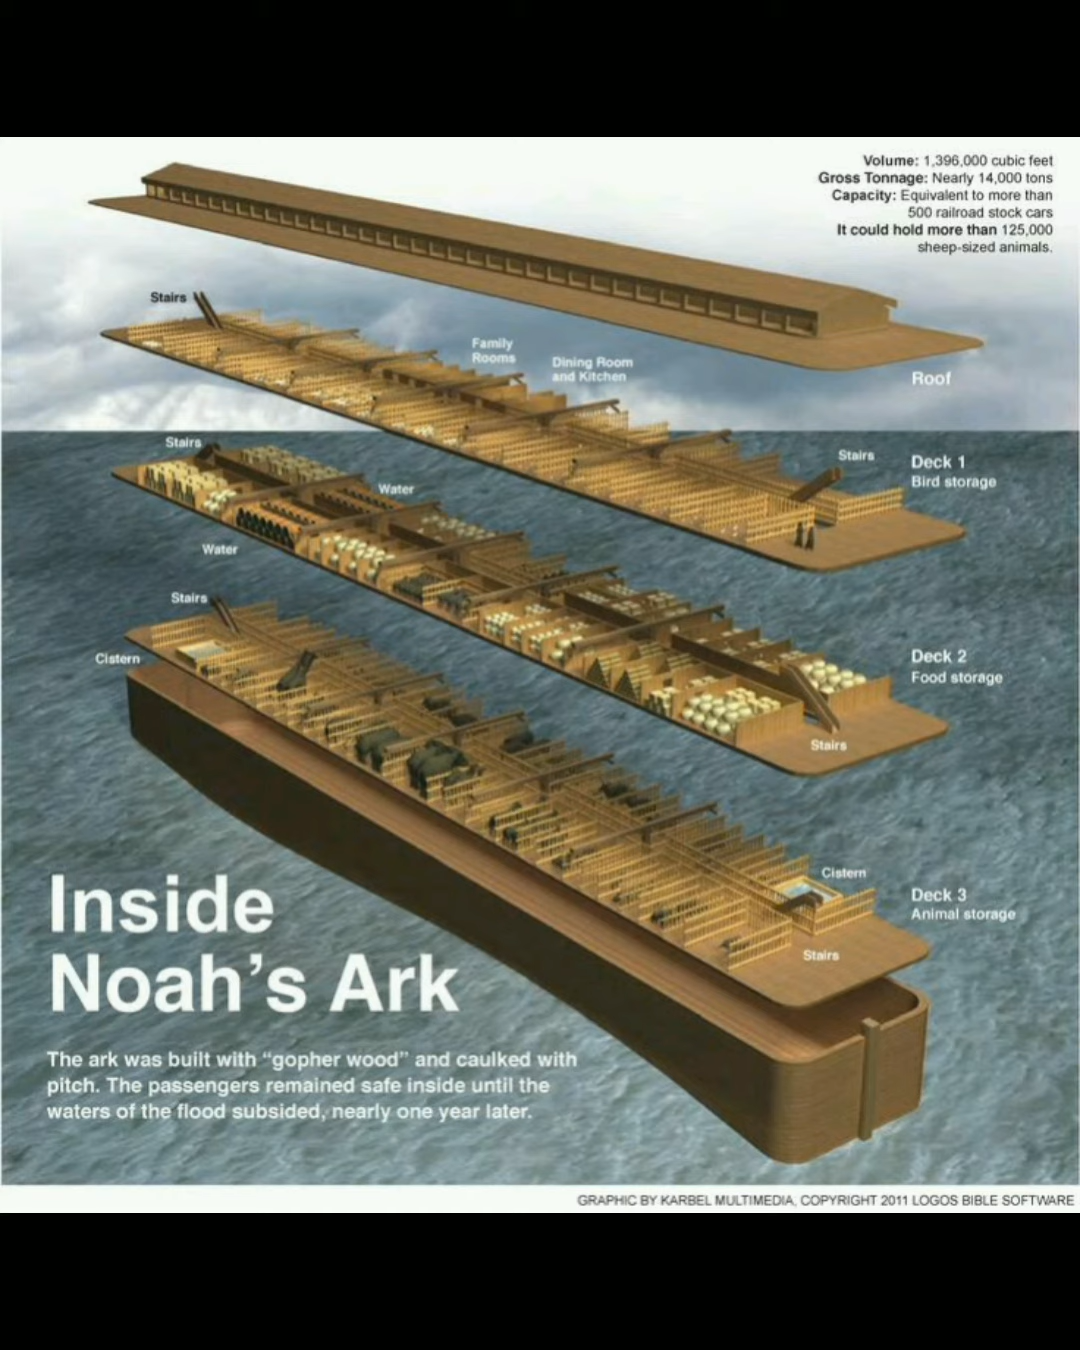 Volume: 1,396,000 cubic feet
Gross Tonnage: Nearly 14,000 tons
Capacity: Equivalent to more than
500 railroad stock cars
It could hold more than 125,000
sheep-sized animals.
Stairs
Family
Rooms
Dining Room
and Kitchen
Roof
Stairs
Stairs
Deck 1
Bird storage
Water
Water
Stairs
Cistern
Deck 2
Food storage
Stairs
Cistern
Deck 3
Animal storage
Stairs
Inside
Noah's Ark
The ark was built with “gopher wood” and caulked with
pitch. The passengers remained safe inside until the
waters of the flood subsided, nearly one year later.
GRAPHIC BY KARBEL MULTIMEDIA, COPYRIGHT 2011 LOGOS BIBLE SOFTWARE